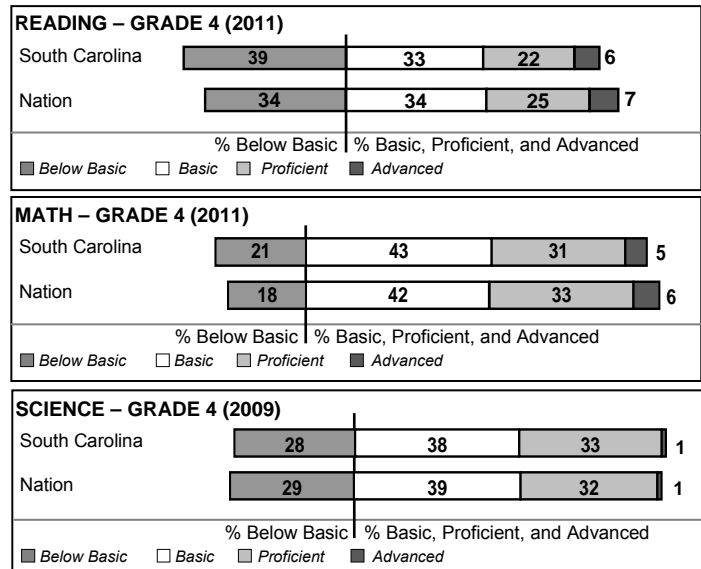 READING – GRADE 4 (2011)
South Carolina 39 33 22 6
Nation 34 34 25 7
% Below Basic % Basic, Proficient, and Advanced
Below Basic Basic Proficient Advanced
MATH – GRADE 4 (2011)
South Carolina 21 43 31 5
Nation 18 42 33 6
% Below Basic % Basic, Proficient, and Advanced
Below Basic Basic Proficient Advanced
SCIENCE – GRADE 4 (2009)
South Carolina 28 38 33 1
Nation 29 39 32 1
% Below Basic % Basic, Proficient, and Advanced
Below Basic Basic Proficient Advanced